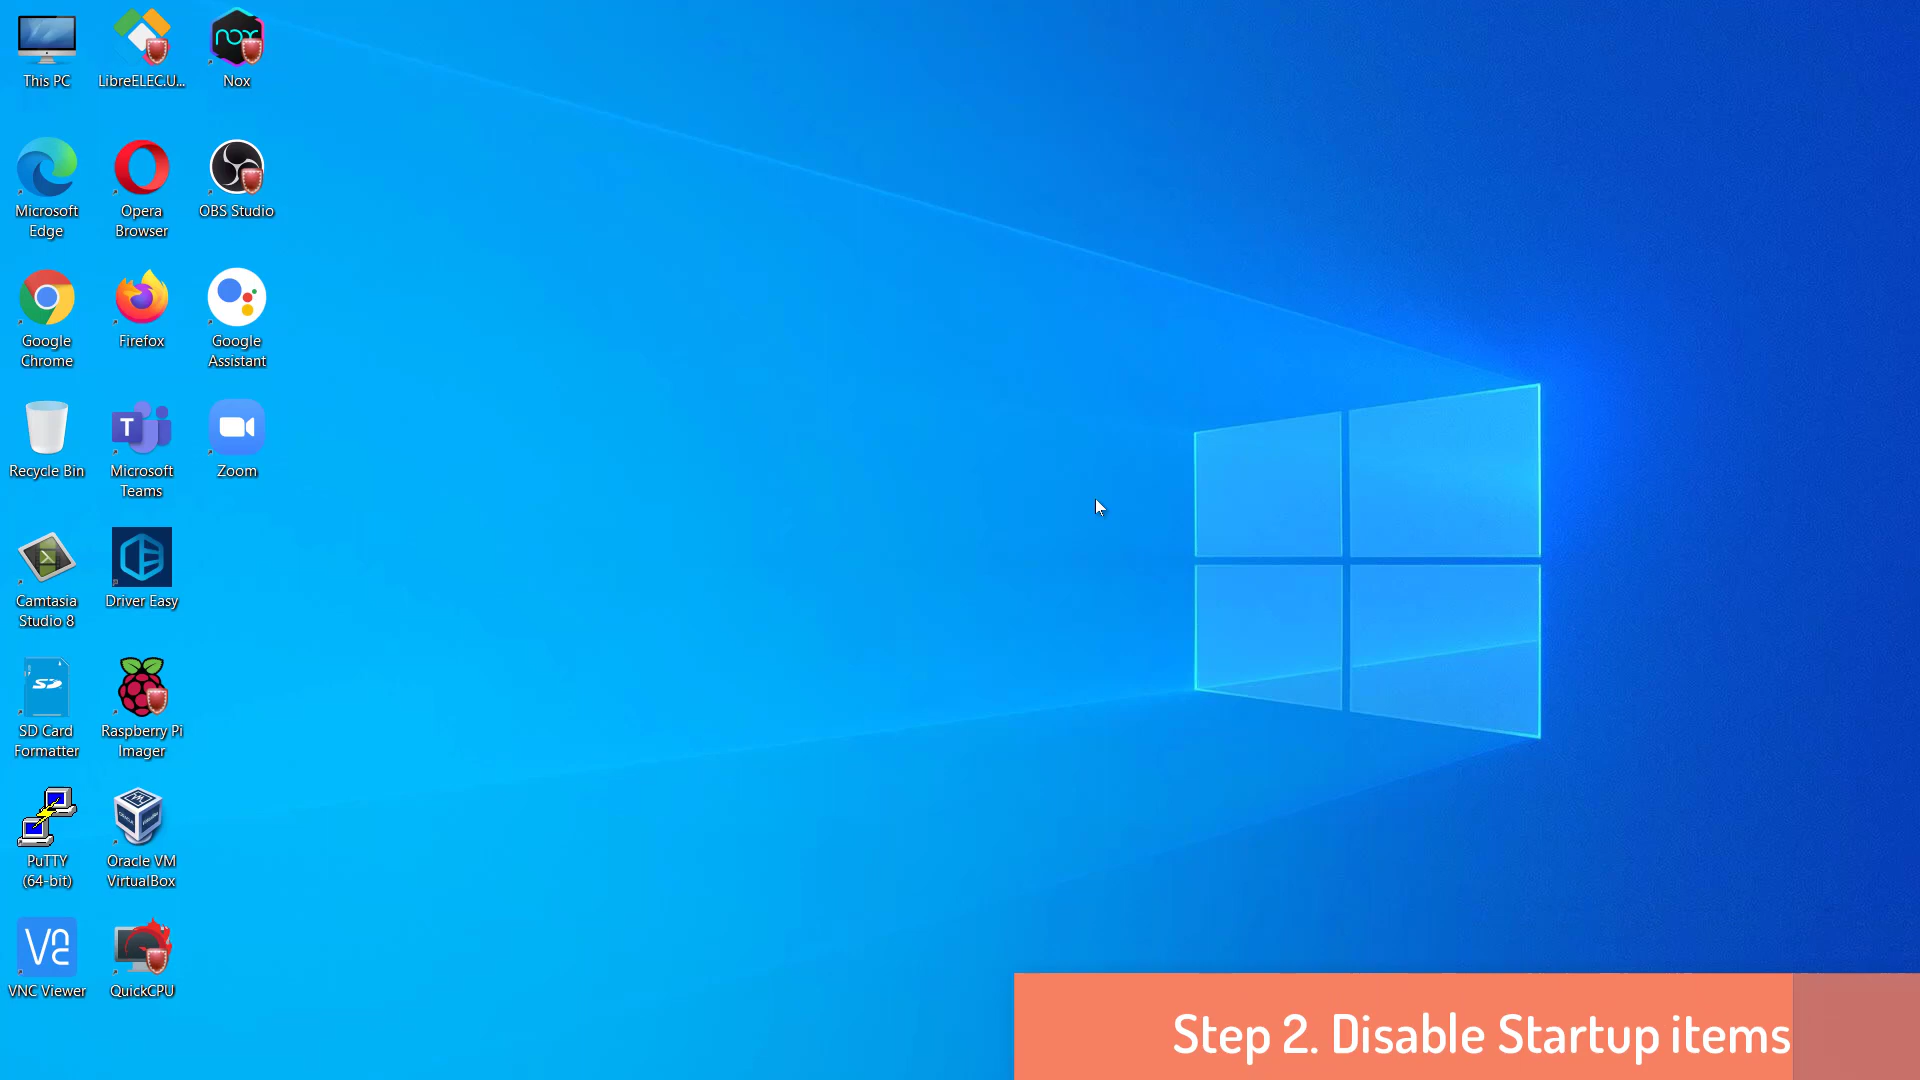 This PC
LibreELEC.U...
nox
Nox
Microsoft
Edge
Opera
Browser
OBS Studio
Google
Chrome
Firefox
Google
Assistant
Recycle Bin
T
Microsoft
Teams
Zoom
Camtasia
Studio 8
Driver Easy
SD
SD Card
Formatter
Raspberry Pi
Imager
PuTTY
(64-bit)
Oracle VM
VirtualBox
VNC Viewer
QuickCPU
Step 2. Disable Startup items